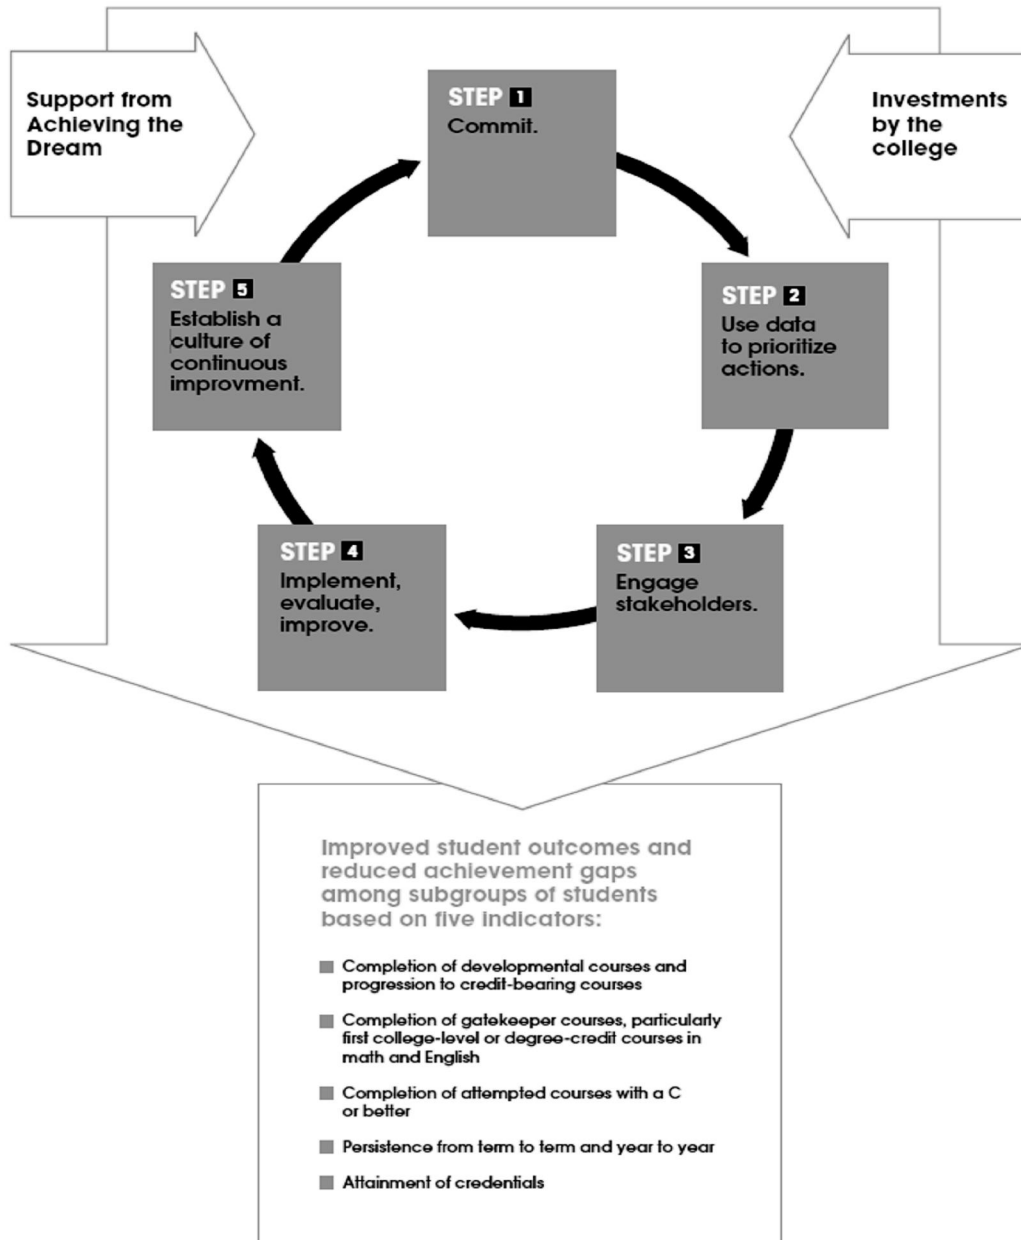 Support from
Achieving the
Dream
Investments
by the
college
STEP 1
Commit.
STEP 2
Use data
to prioritize
actions.
STEP 3
Engage
stakeholders.
STEP 4
Implement,
evaluate,
improve.
STEP 5
Establish a
culture of
continuous
improvment.
Improved student outcomes and
reduced achievement gaps
among subgroups of students
based on five indicators:
Completion of developmental courses and
progression to credit-bearing courses
Completion of gatekeeper courses, particularly
first college-level or degree-credit courses in
math and English
Completion of attempted courses with a C
or better
Persistence from term to term and year to year
Attainment of credentials